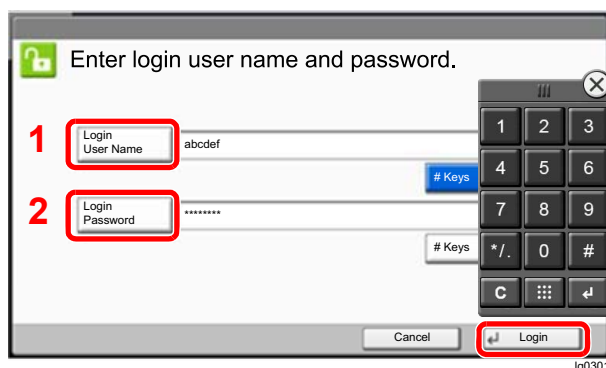 Enter login user name and password.
1
Login
User Name
abcdef
# Keys
2
Login
Password
********
# Keys
1 2 3
4 5 6
7 8 9
*/. 0 #
C
Cancel
Login
lg0301